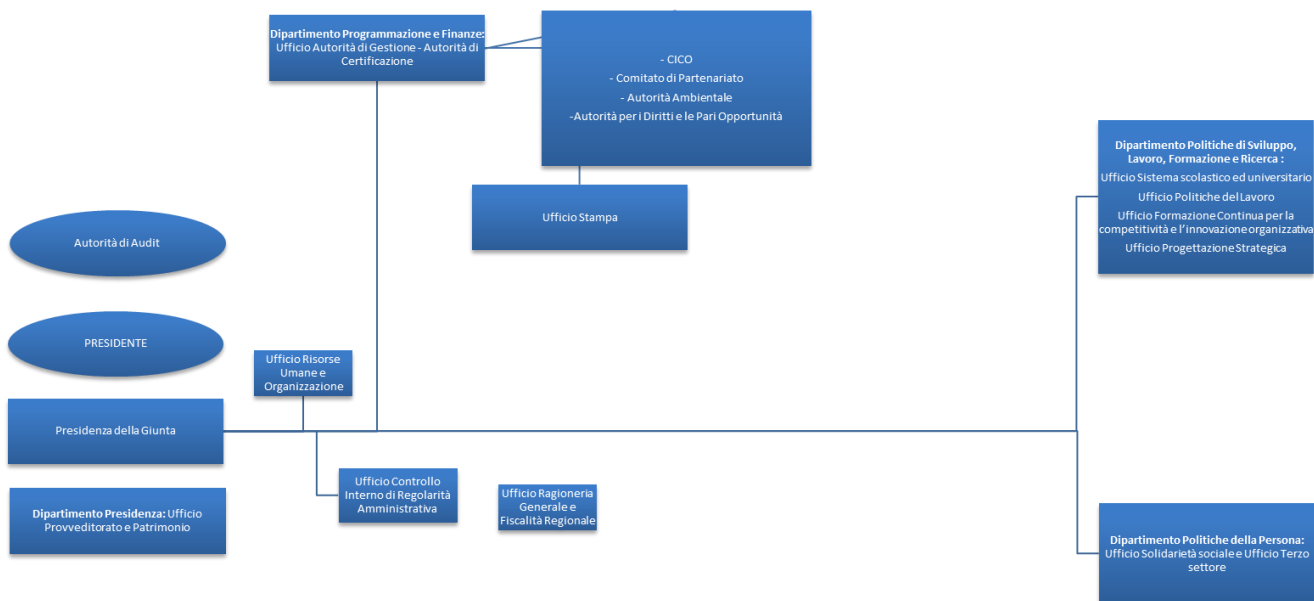 Dipartimento Programmazione e Finanze:
Ufficio Autorità di Gestione - Autorità di
Certificazione
- CICO
- Comitato di Partenariato
- Autorità Ambientale
-Autorità per i Diritti e le Pari Opportunità
Dipartimento Politiche di Sviluppo,
Lavoro, Formazione e Ricerca :
Ufficio Sistema scolastico ed universitario
Ufficio Politiche del Lavoro
Ufficio Formazione Continua per la
competitività e l'innovazione organizzativa
Ufficio Progettazione Strategica
Ufficio Stampa
Autorità di Audit
PRESIDENTE
Ufficio Risorse
Umane e
Organizzazione
Presidenza della Giunta
Ufficio Controllo
Interno di Regolarità
Amministrativa
Ufficio Ragioneria
Generale e
Fiscalità Regionale
Dipartimento Presidenza: Ufficio
Provveditorato e Patrimonio
Dipartimento Politiche della Persona:
Ufficio Solidarietà sociale e Ufficio Terzo
settore